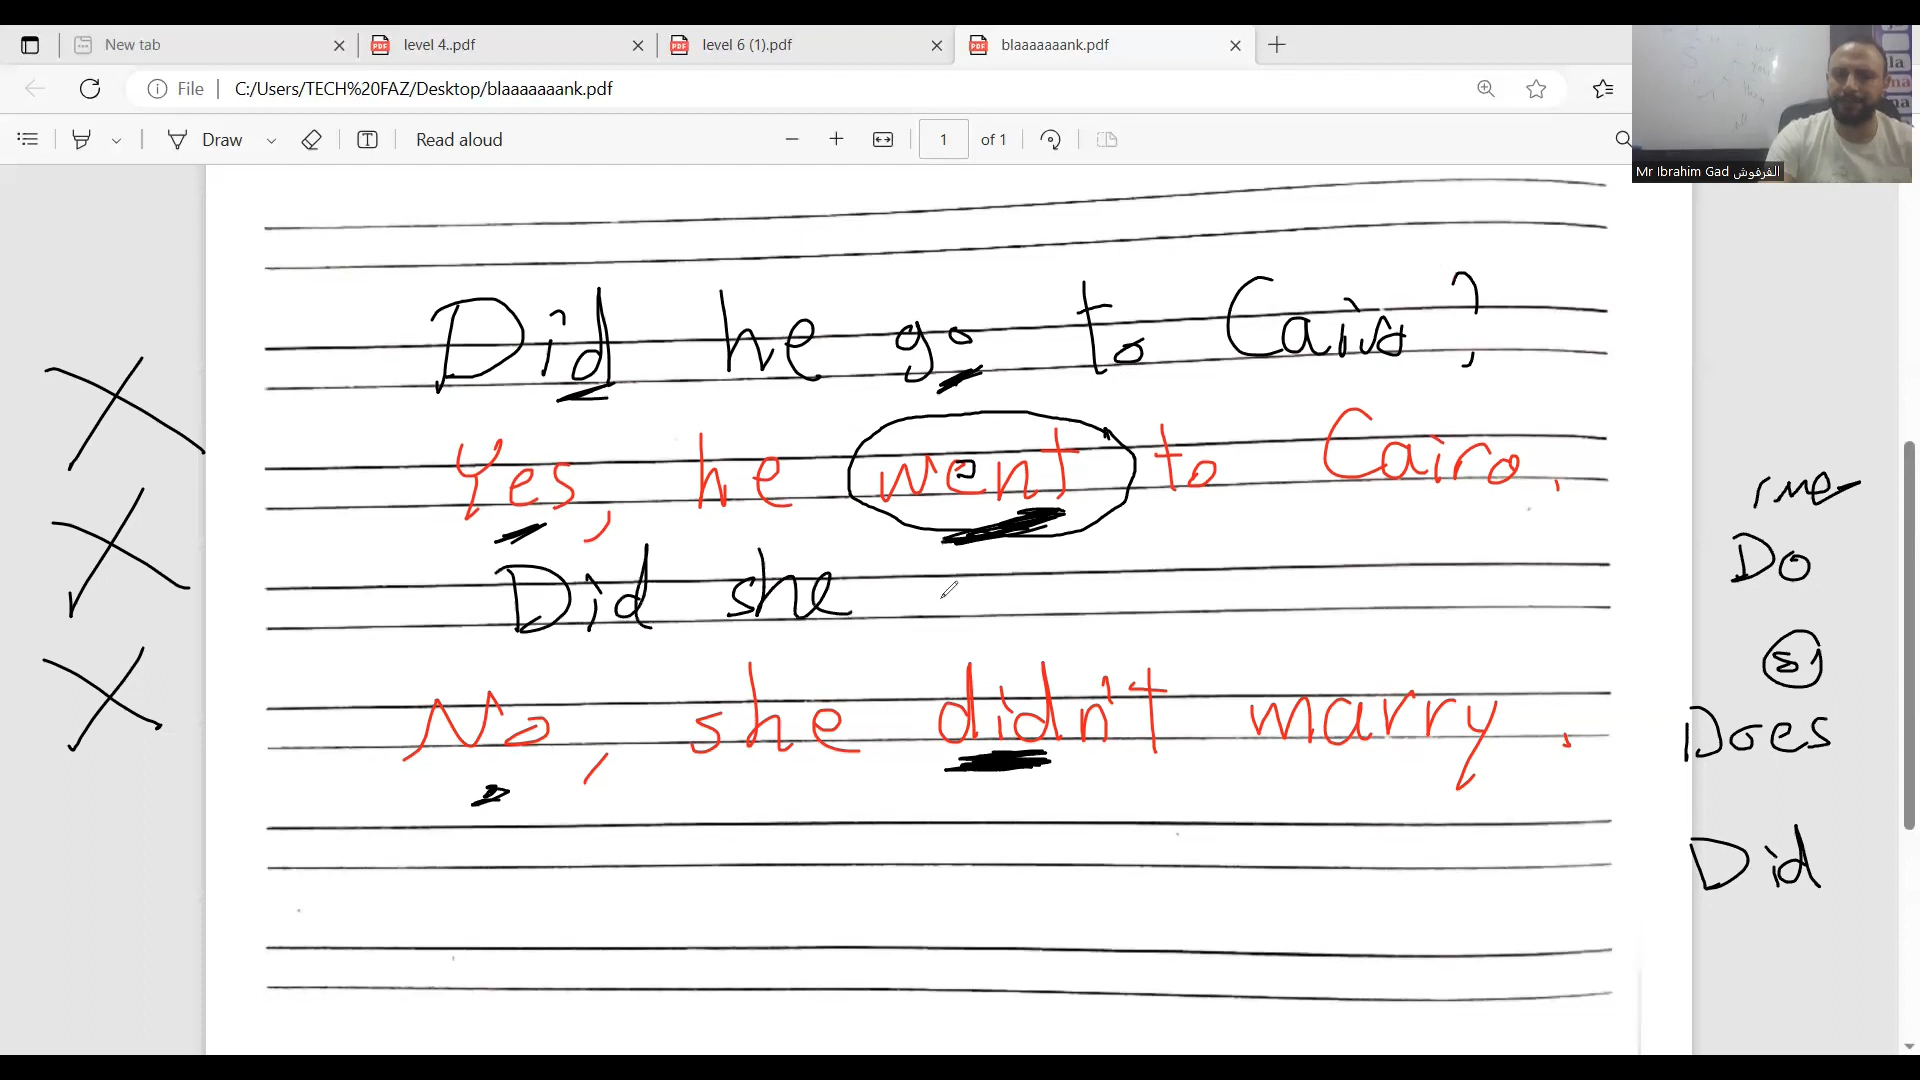 New tab
level 4..pdf
level 6 (1).pdf
blaaaaaaank.pdf
File
C:/Users/TECH%20FAZ/Desktop/blaaaaaaank.pdf
Draw
Read aloud
1 of 1
Mr Ibrahim Gad الفرفوش
Did he go to Cairo?
Yes, he went to Cairo.
Did she
No, she didn't marry.
Do
Does
Did